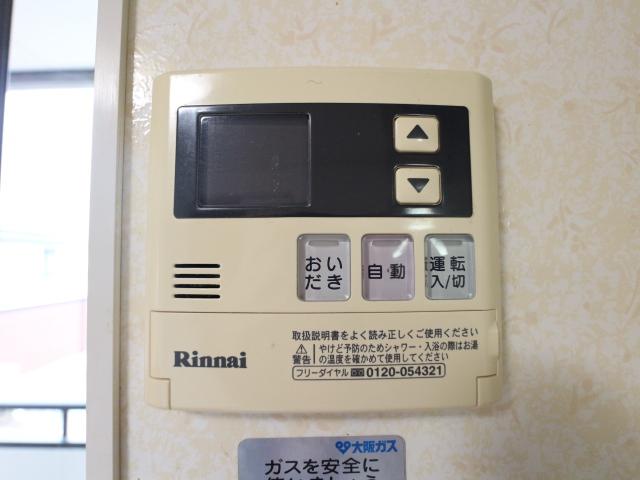 ▲
▼
おい
だき
自動
運転
入/切
取扱説明書をよく読み正しくご使用ください
⚠警告 やけど予防のためシャワー・入浴の際はお湯
の温度を確かめて使用してください
Rinnai
フリーダイヤル 0120-054321
大阪ガス
ガスを安全に